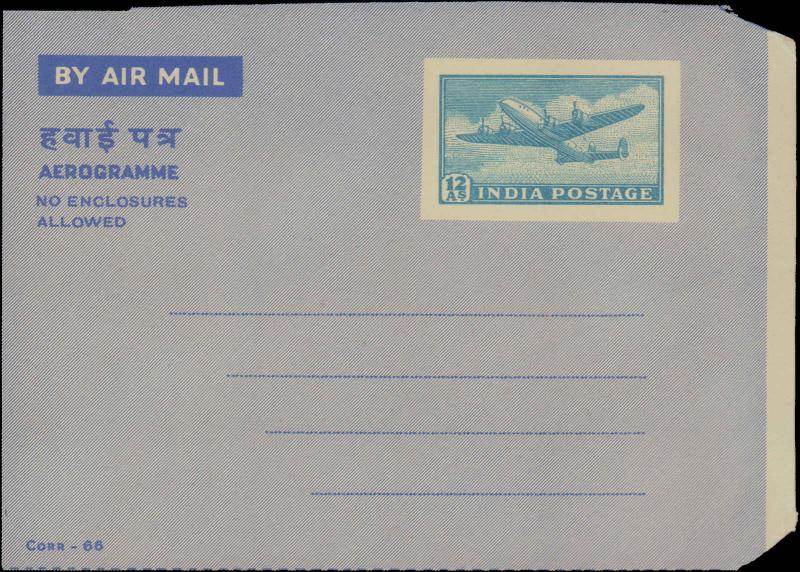 BY AIR MAIL
हवाई पत्र
AEROGRAMME
NO ENCLOSURES
ALLOWED
12
AS
INDIA POSTAGE
CORR - 66